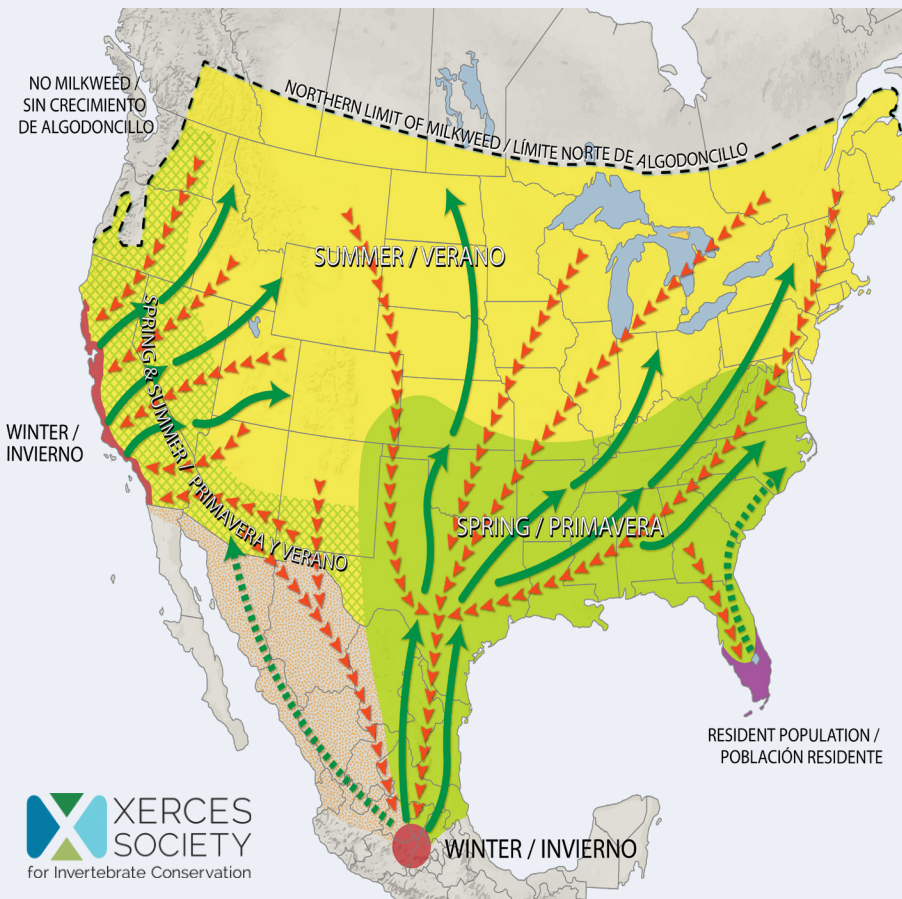 NO MILKWEED /
SIN CRECIMIENTO
DE ALGODONCILLO
NORTHERN LIMIT OF MILKWEED / LÍMITE NORTE DE ALGODONCILLO
SUMMER / VERANO
SPRING & SUMMER / PRIMAVERA Y VERANO
WINTER /
INVIERNO
SPRING / PRIMAVERA
RESIDENT POPULATION /
POBLACIÓN RESIDENTE
XERCES
SOCIETY
for Invertebrate Conservation
WINTER / INVIERNO